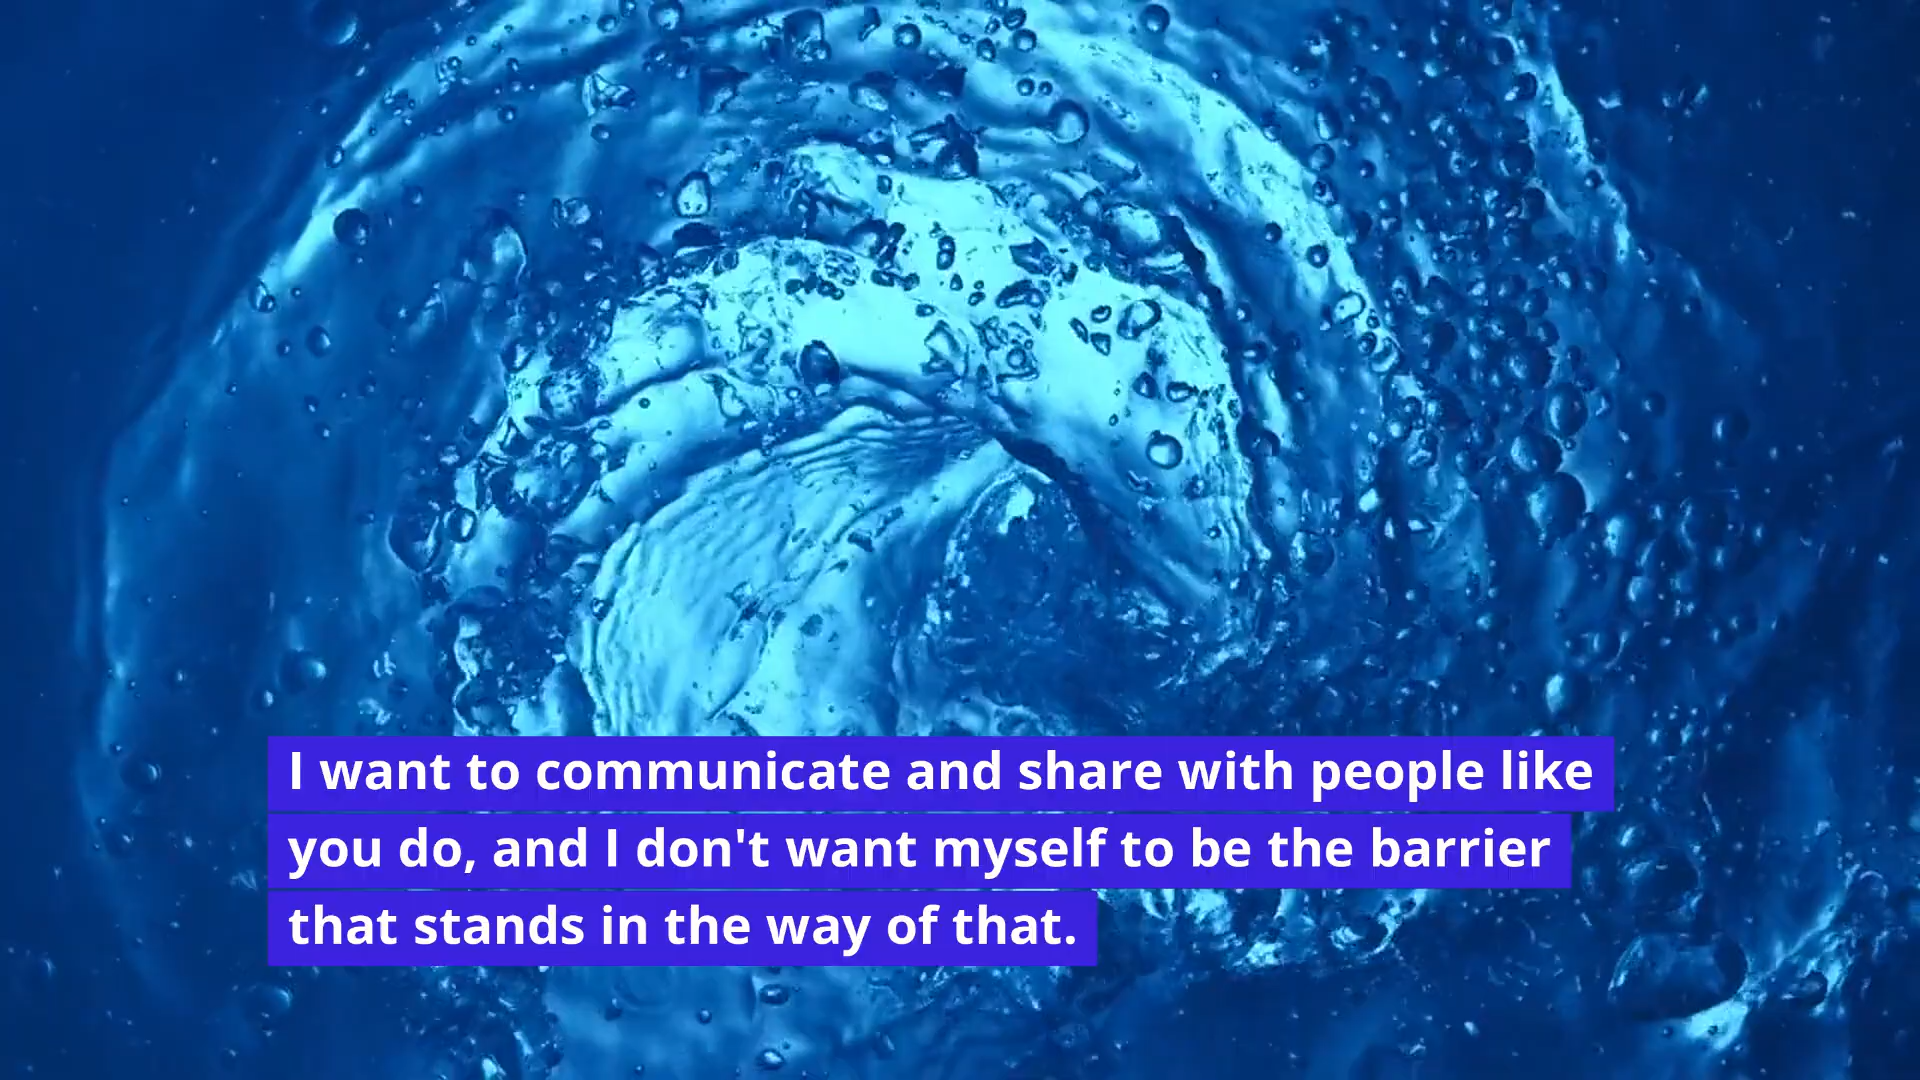 I want to communicate and share with people like
you do, and I don't want myself to be the barrier
that stands in the way of that.